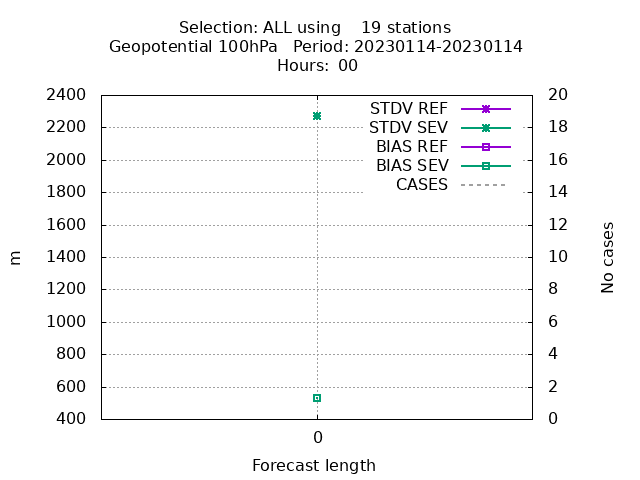 Selection: ALL using    19 stations
Geopotential 100hPa   Period: 20230114-20230114
Hours:  00
2400
2200
2000
1800
1600
1400
1200
1000
800
600
400
m
STDV REF
STDV SEV
BIAS REF
BIAS SEV
CASES
20
18
16
14
12
10
8
6
4
2
0
No cases
0
Forecast length